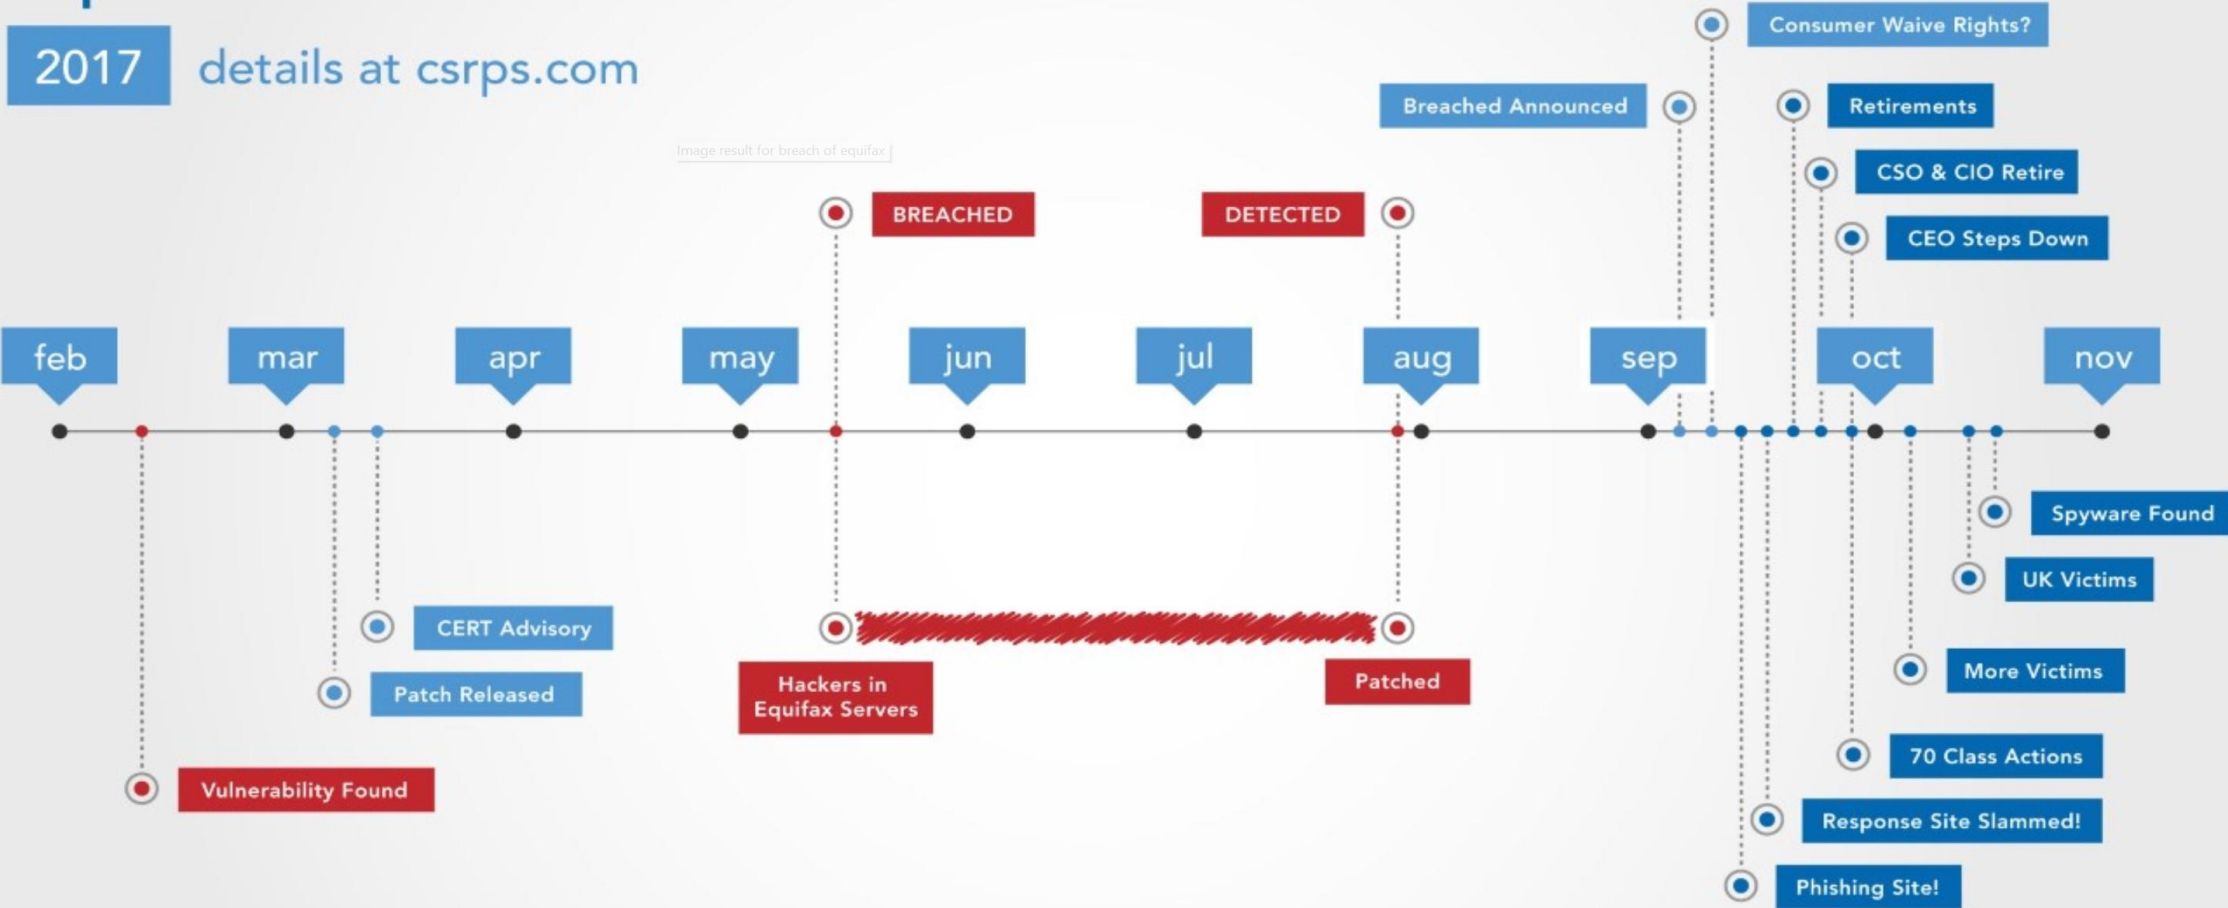 2017
details at csrps.com
Consumer Waive Rights?
Breached Announced
Retirements
Image result for breach of equifax
CSO & CIO Retire
BREACHED
DETECTED
CEO Steps Down
feb
mar
apr
may
jun
jul
aug
sep
oct
nov
Spyware Found
UK Victims
CERT Advisory
Patch Released
Hackers in
Equifax Servers
Patched
More Victims
70 Class Actions
Vulnerability Found
Response Site Slammed!
Phishing Site!